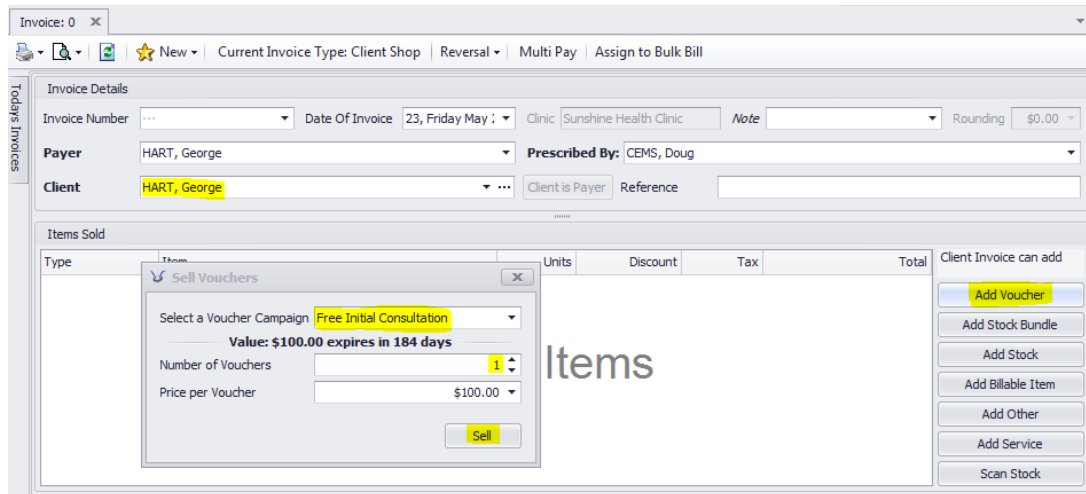 Invoice: 0
New Current Invoice Type: Client Shop Reversal Multi Pay Assign to Bulk Bill
Todays Invoices
Invoice Details
Invoice Number ... Date Of Invoice 23, Friday May Clinic Sunshine Health Clinic Note Rounding $0.00
Payer HART, George Prescribed By: CEMS, Doug
Client HART, George ... Client is Payer Reference
Items Sold
Type Item Units Discount Tax Total Client Invoice can add
Sell Vouchers
Select a Voucher Campaign Free Initial Consultation
Value: $100.00 expires in 184 days
Number of Vouchers 1
Price per Voucher $100.00
Sell
Items
Add Voucher
Add Stock Bundle
Add Stock
Add Billable Item
Add Other
Add Service
Scan Stock